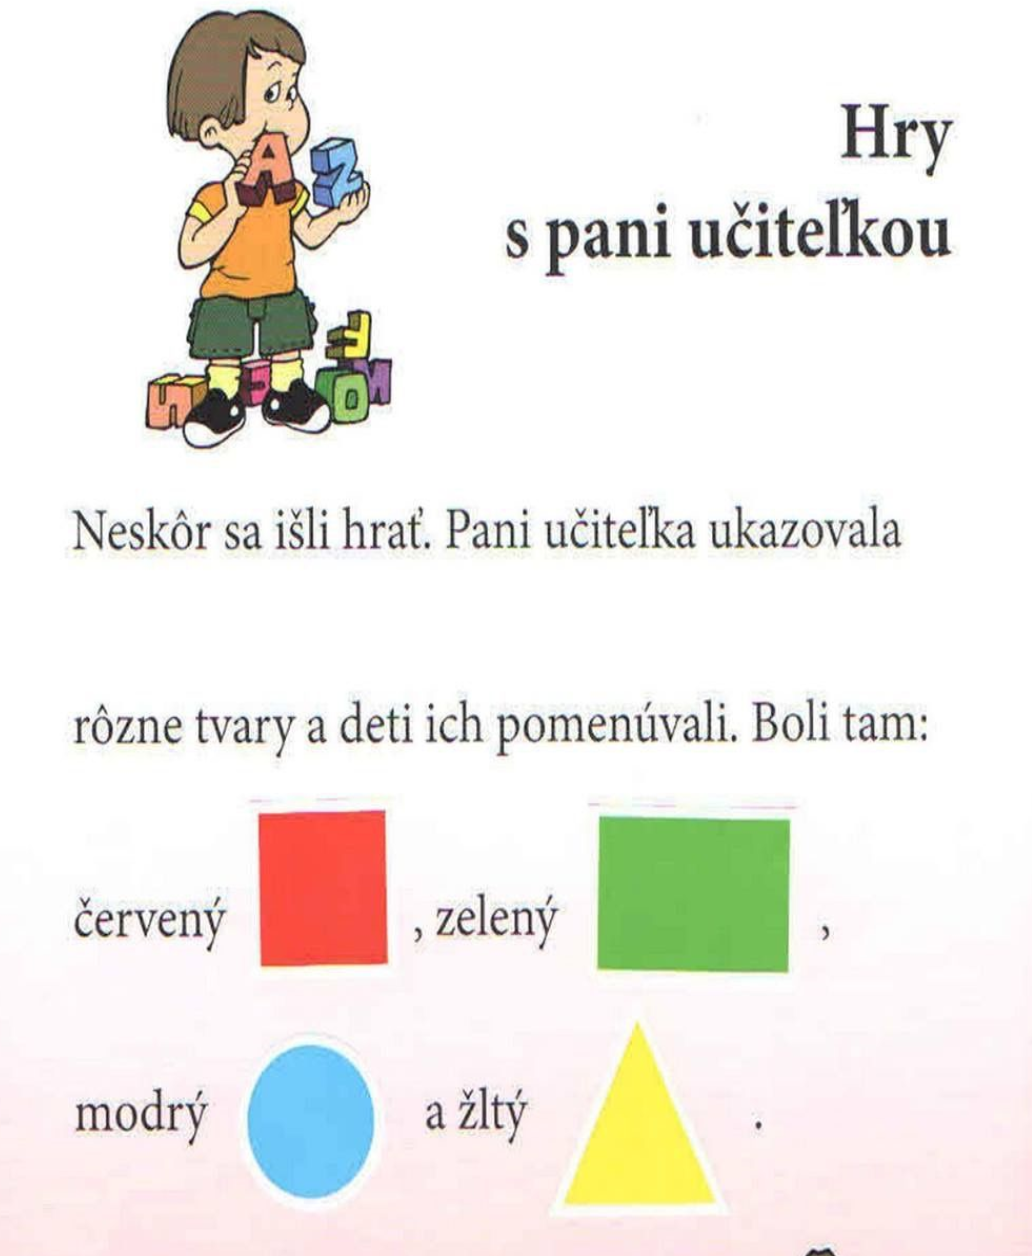 Hry
s pani učiteľkou
Neskôr sa išli hrať. Pani učiteľka ukazovala
rôzne tvary a deti ich pomenúvali. Boli tam:
červený , zelený ,
modrý a žltý .